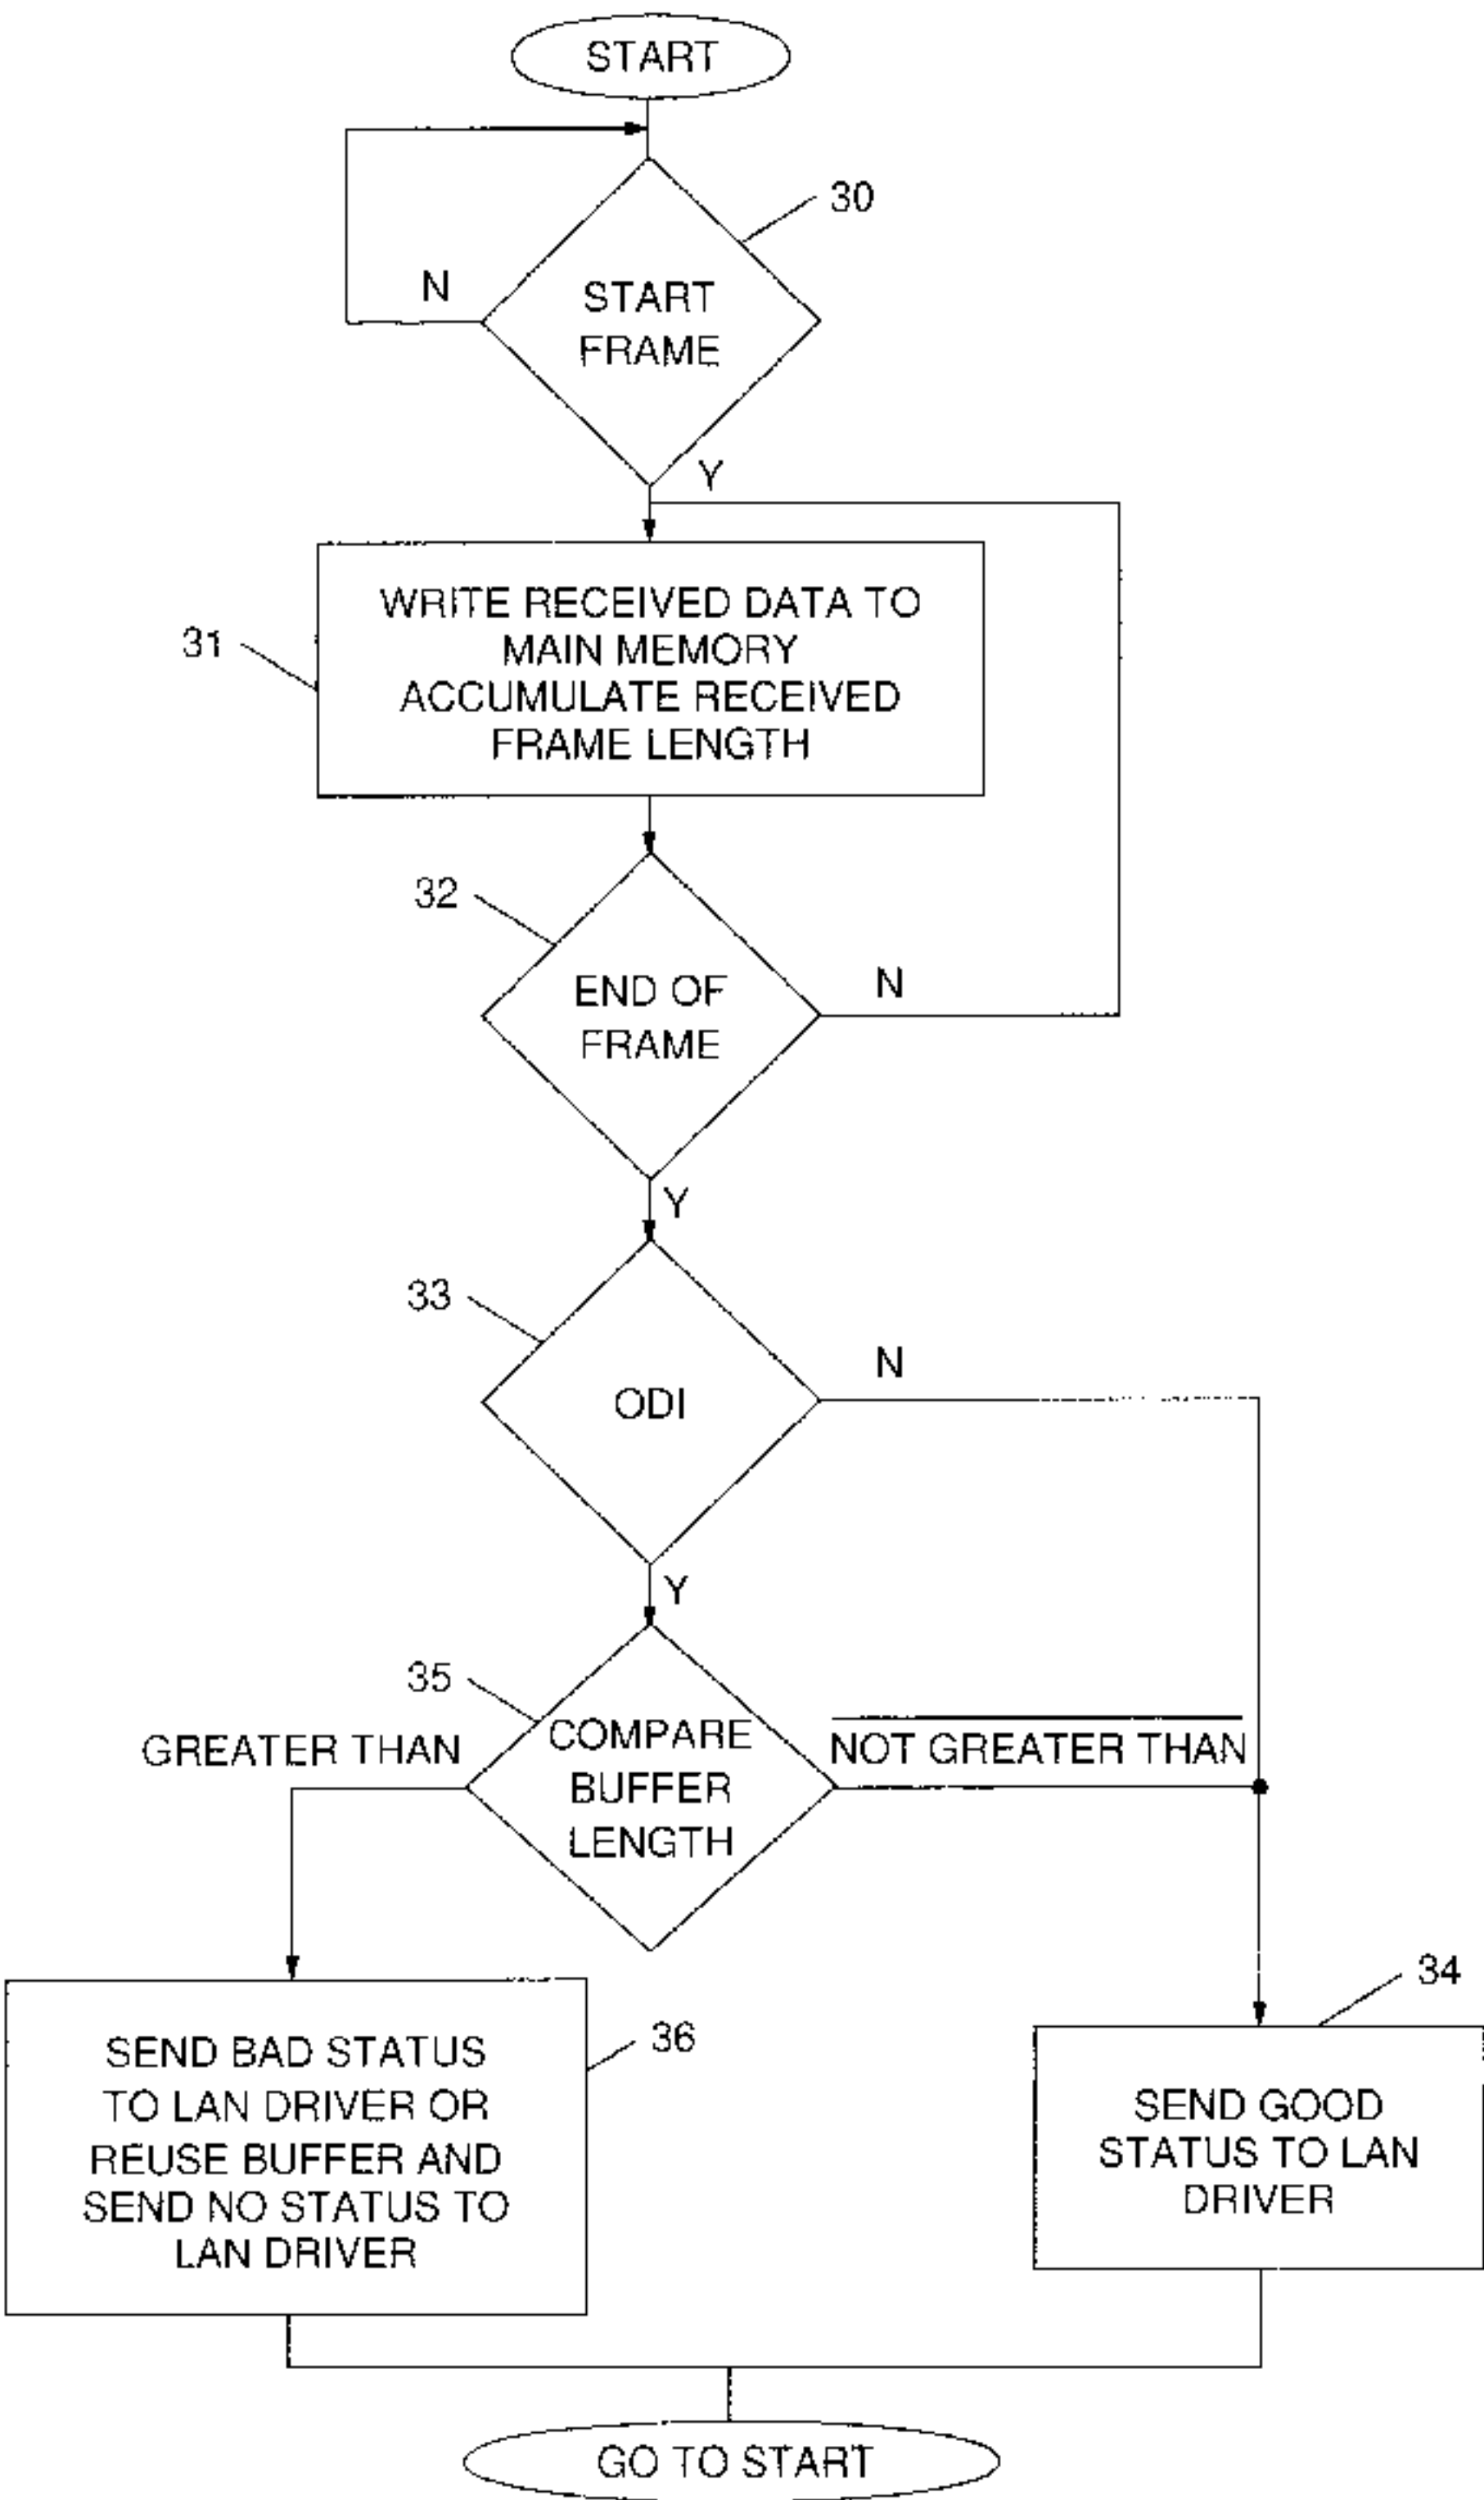 START
30
N
START
FRAME
Y
31
WRITE RECEIVED DATA TO
MAIN MEMORY
ACCUMULATE RECEIVED
FRAME LENGTH
32
END OF
FRAME
N
Y
33
ODI
N
Y
35
COMPARE
BUFFER
LENGTH
GREATER THAN
NOT GREATER THAN
34
36
SEND BAD STATUS
TO LAN DRIVER OR
REUSE BUFFER AND
SEND NO STATUS TO
LAN DRIVER
SEND GOOD
STATUS TO LAN
DRIVER
GO TO START